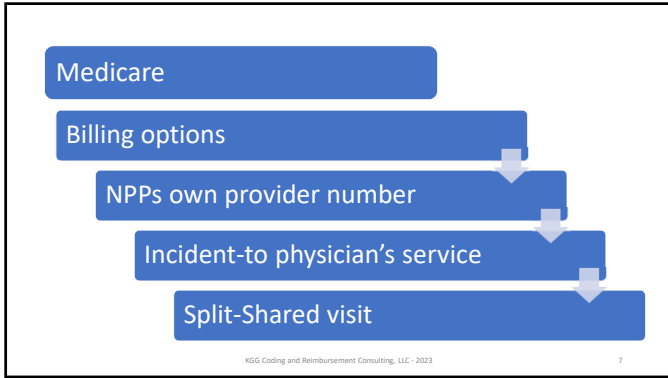 Medicare
Billing options
NPPs own provider number
Incident-to physician’s service
Split-Shared visit
KGG Coding and Reimbursement Consulting, LLC - 2023 7